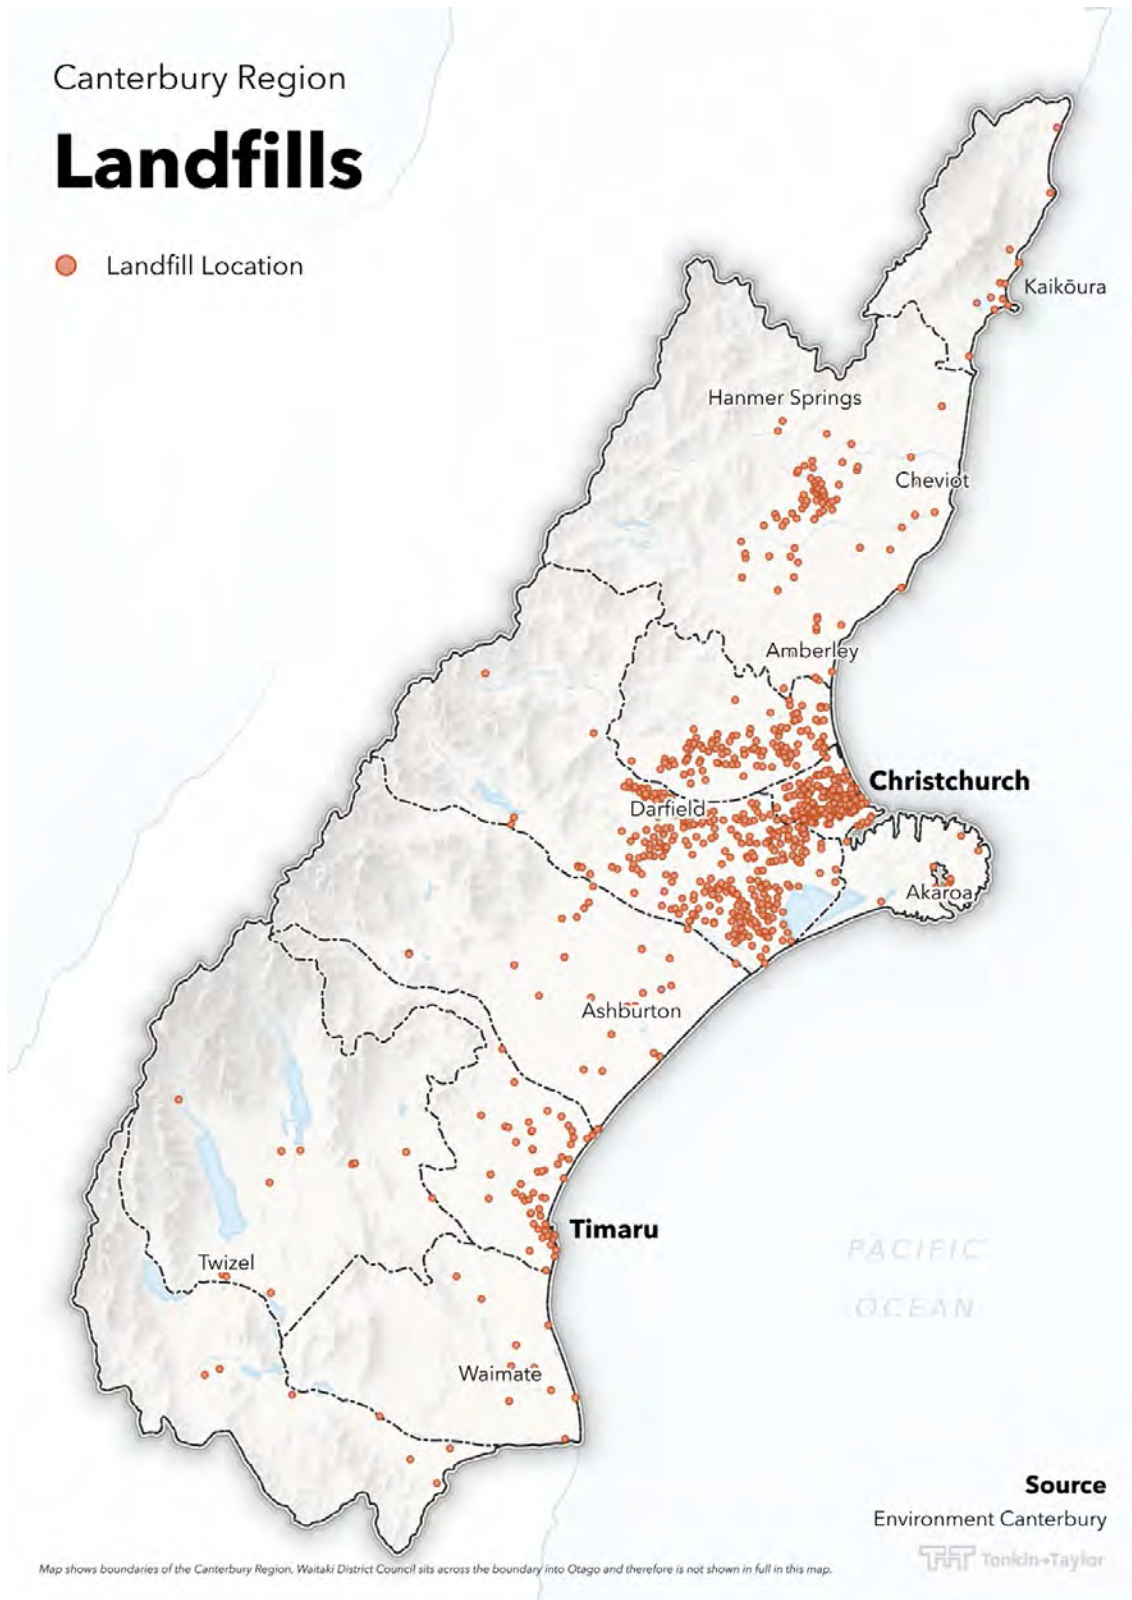 Canterbury Region
Landfills
Landfill Location
Kaikōura
Hanmer Springs
Cheviot
Amberley
Christchurch
Darfield
Akaroa
Ashburton
Timaru
PACIFIC
OCEAN
Twizel
Waimate
Source
Environment Canterbury
T+T Tonkin+Taylor
Map shows boundaries of the Canterbury Region. Waitaki District Council sits across the boundary into Otago and therefore is not shown in full in this map.